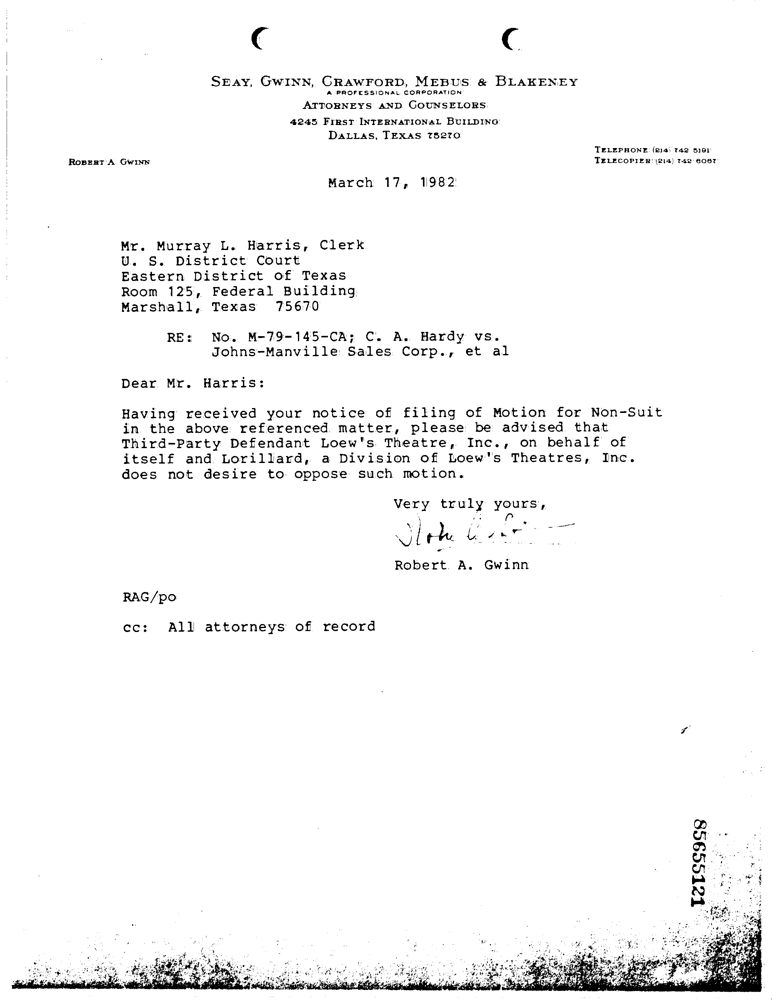 SEAY, GWINN, CRAWFORD, MEBUS & BLAKENEY
A PROFESSIONAL CORPORATION
ATTORNEYS AND COUNSELORS
4245 FIRST INTERNATIONAL BUILDING
DALLAS, TEXAS 75270
TELEPHONE (214) 742 5191
ROBERT A GWINN
TELECOPIER (214) 742 6067
March 17, 1982
Mr. Murray L. Harris, Clerk
U. S. District Court
Eastern District of Texas
Room 125, Federal Building
Marshall, Texas 75670
RE: No. M-79-145-CA; C. A. Hardy vs.
Johns-Manville Sales Corp., et al
Dear Mr. Harris:
Having received your notice of filing of Motion for Non-Suit
in the above referenced matter, please be advised that
Third-Party Defendant Loew's Theatre, Inc., on behalf of
itself and Lorillard, a Division of Loew's Theatres, Inc.
does not desire to oppose such motion.
Very truly yours,
Robert A. Gwinn
RAG/po
cc: All attorneys of record
85655121